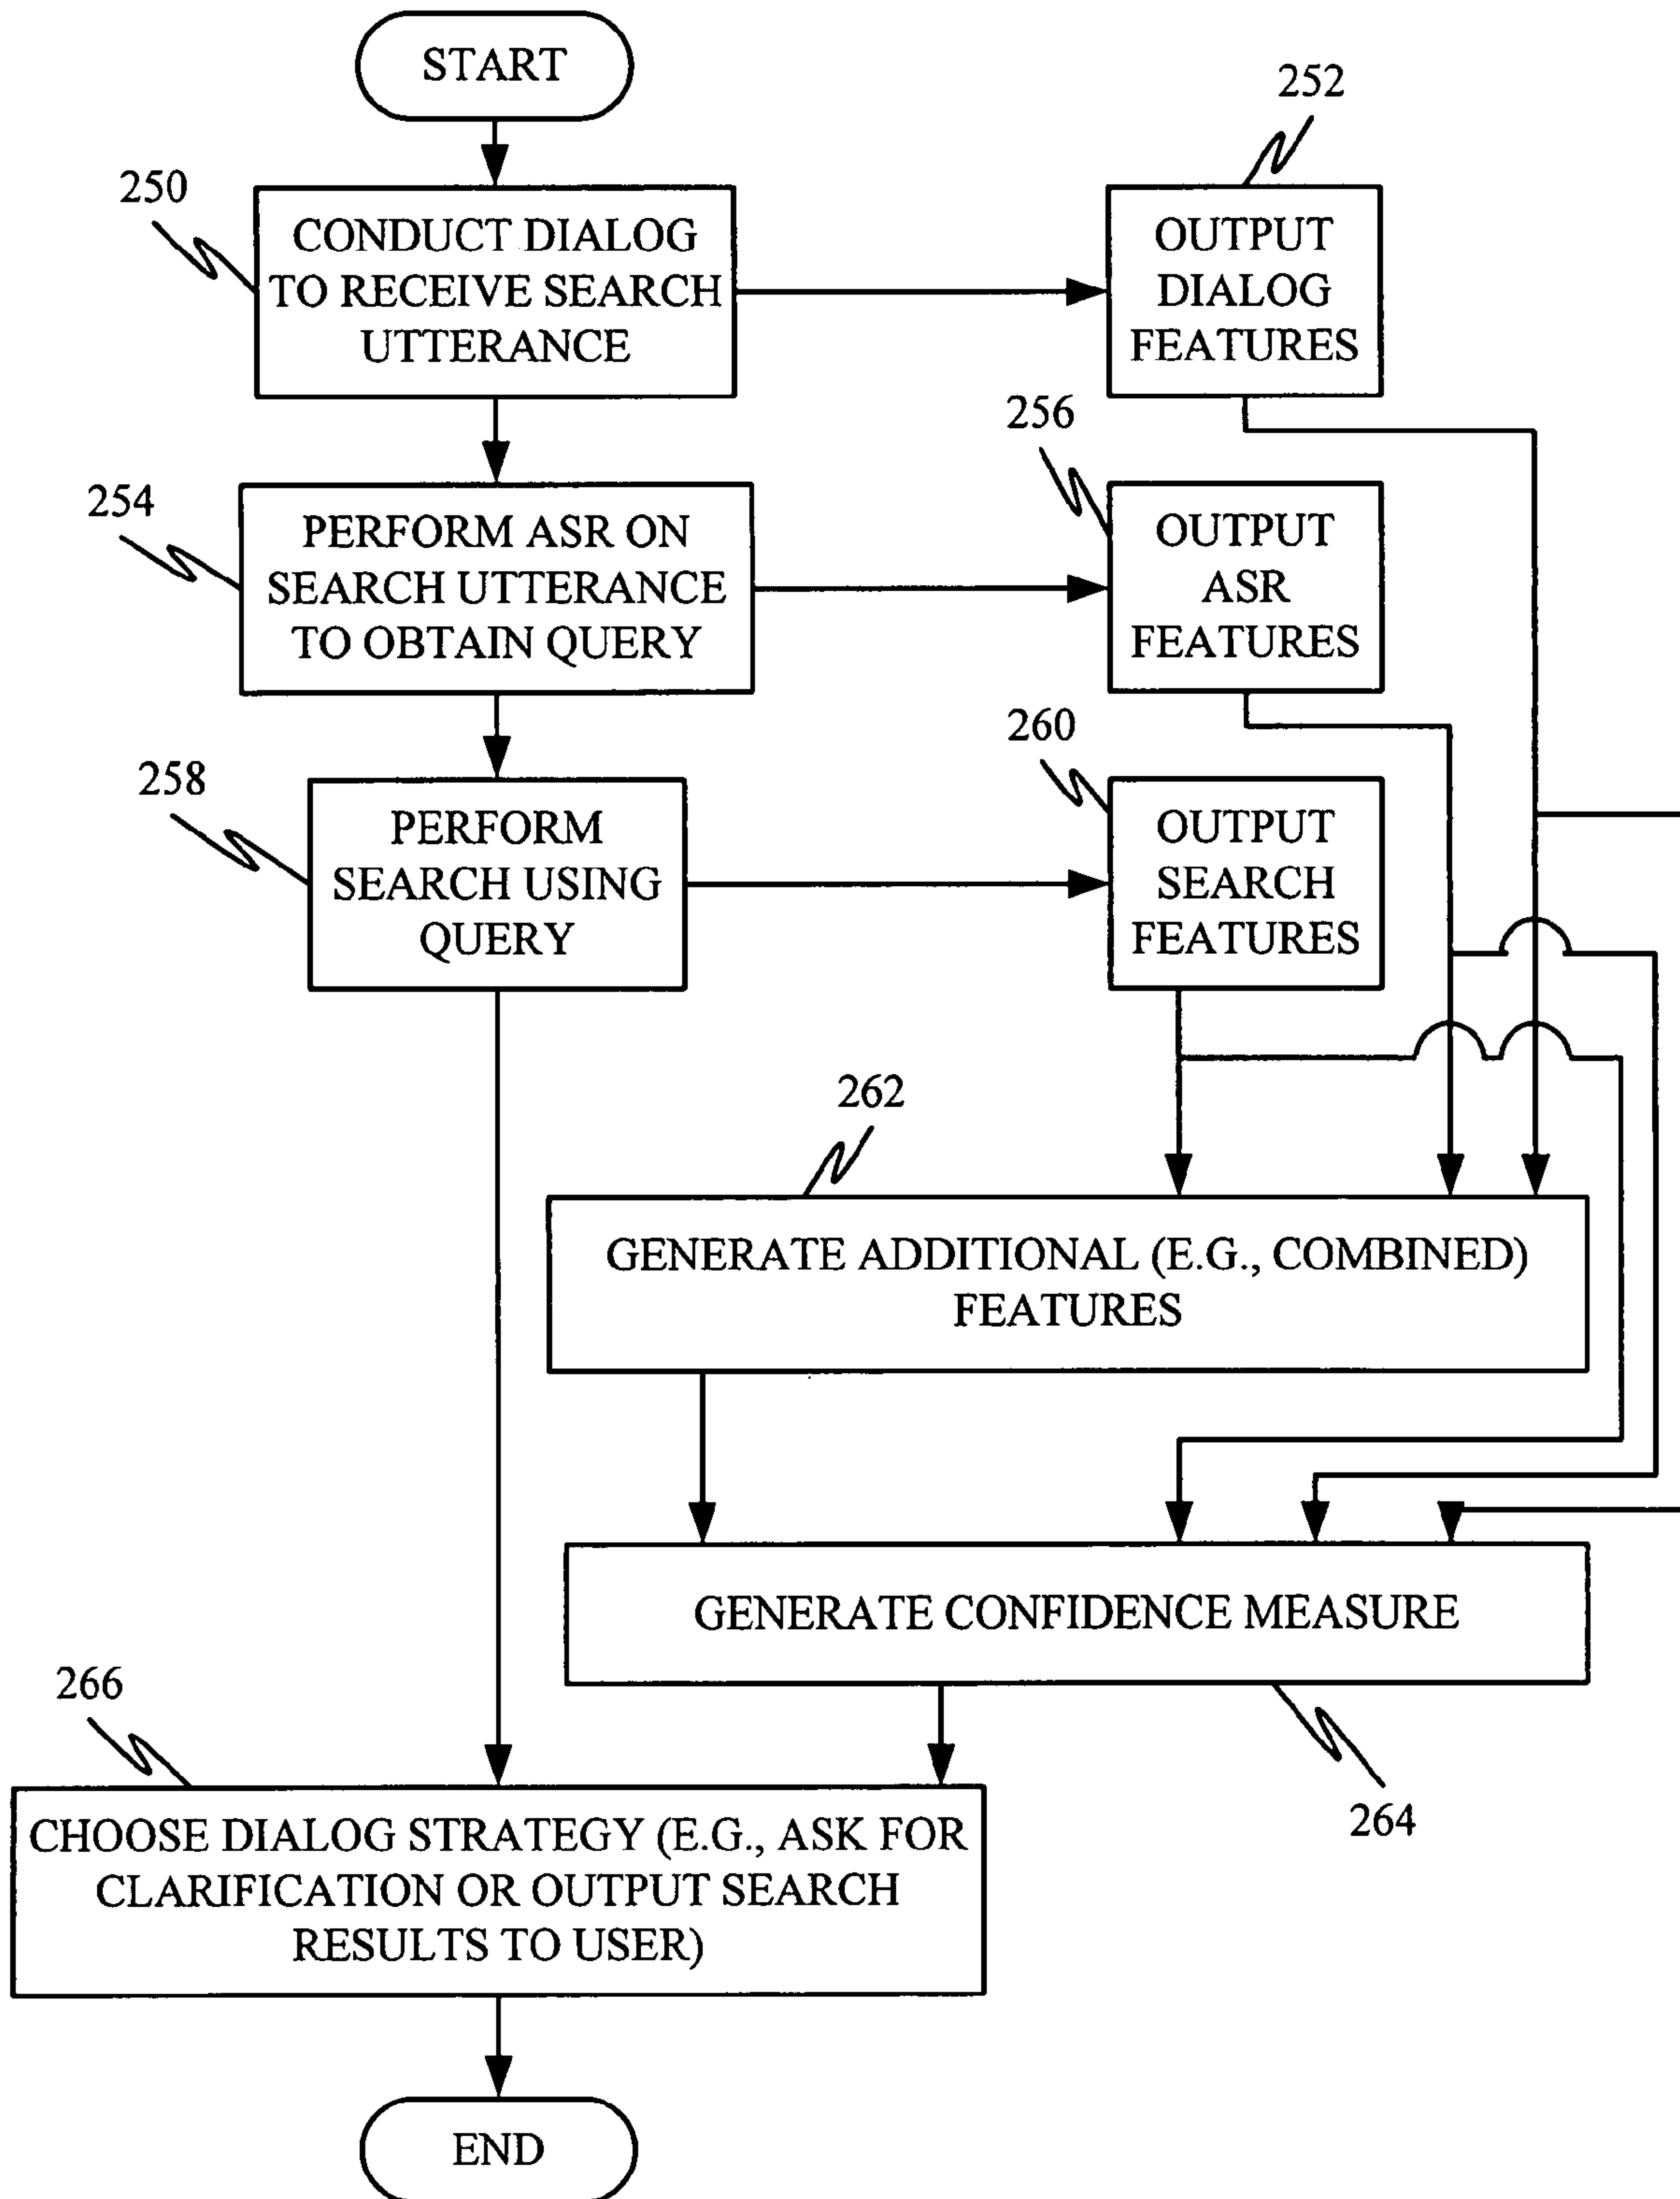 START
252
250
CONDUCT DIALOG
TO RECEIVE SEARCH
UTTERANCE
OUTPUT
DIALOG
FEATURES
256
254
PERFORM ASR ON
SEARCH UTTERANCE
TO OBTAIN QUERY
OUTPUT
ASR
FEATURES
260
258
PERFORM
SEARCH USING
QUERY
OUTPUT
SEARCH
FEATURES
262
GENERATE ADDITIONAL (E.G., COMBINED)
FEATURES
GENERATE CONFIDENCE MEASURE
266
264
CHOOSE DIALOG STRATEGY (E.G., ASK FOR
CLARIFICATION OR OUTPUT SEARCH
RESULTS TO USER)
END